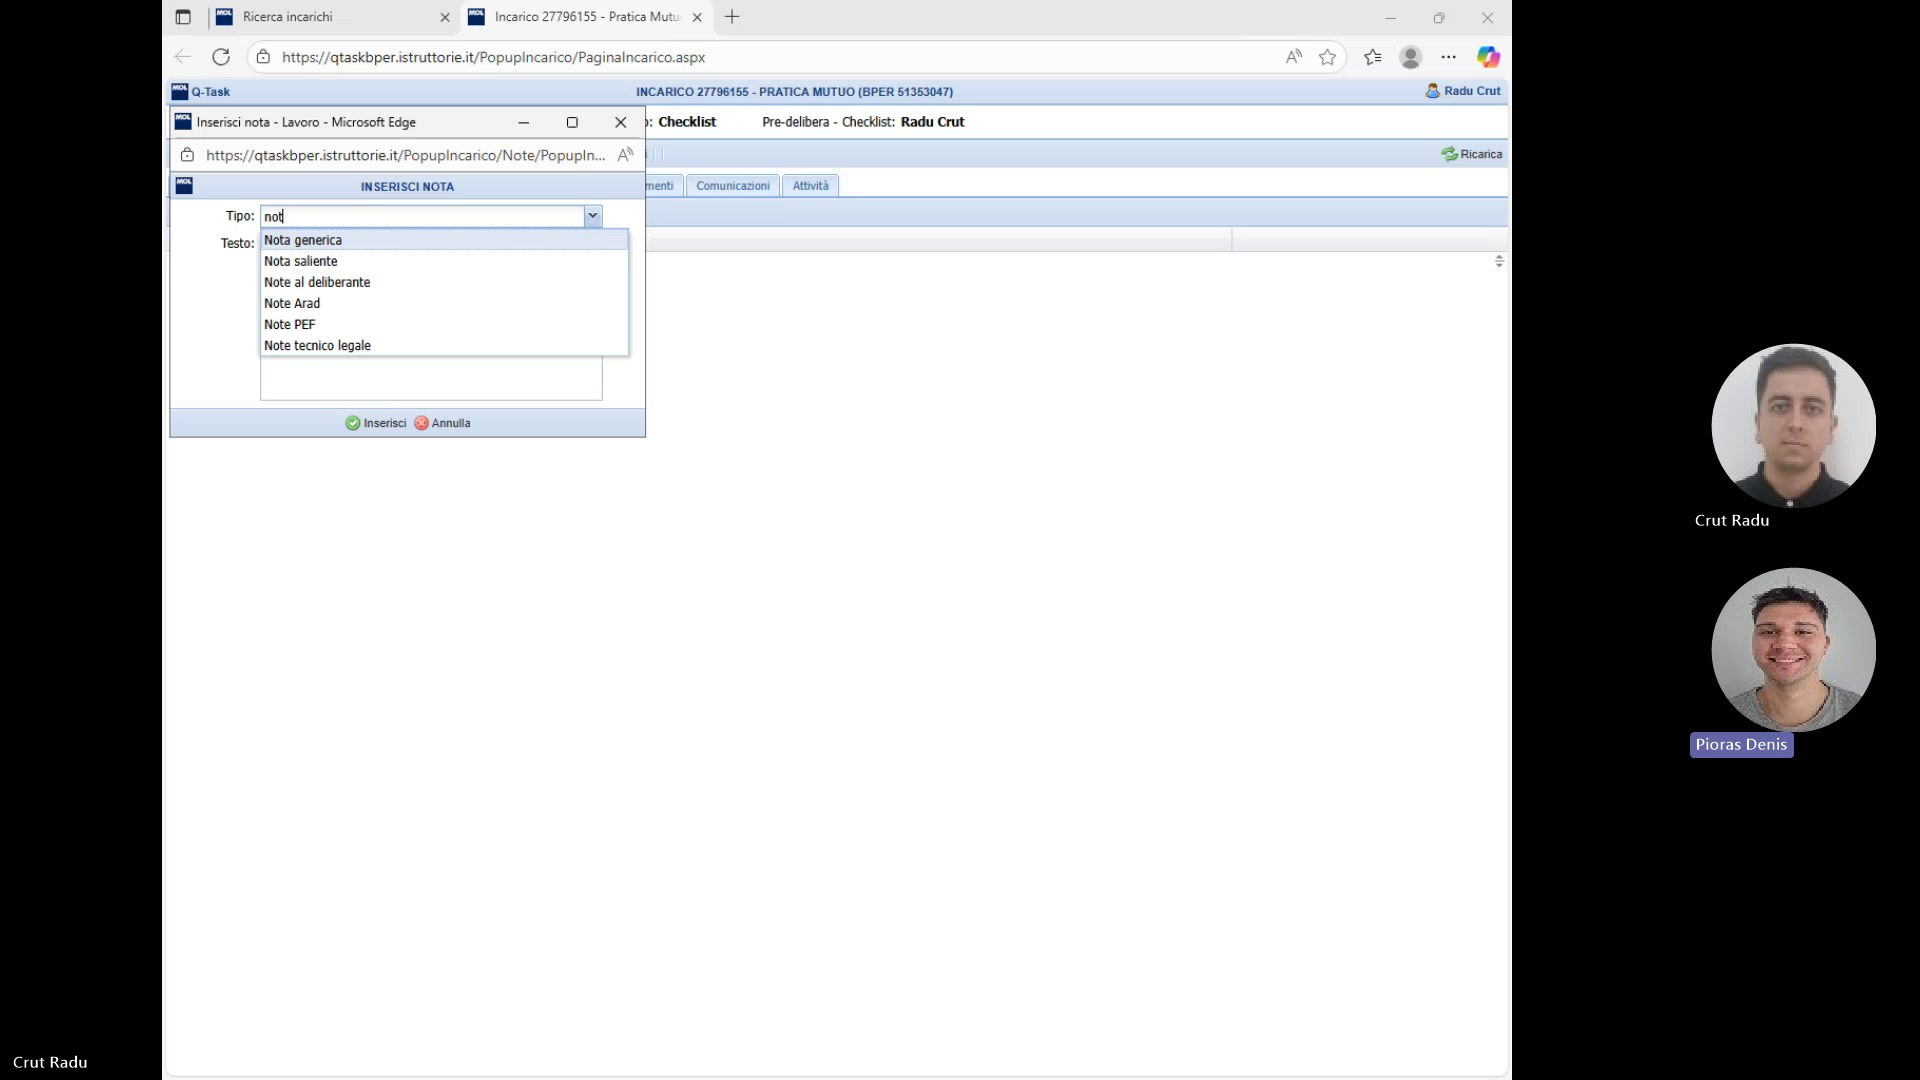 Ricerca incarichi
Incarico 27796155 - Pratica Mutu
https://qtaskbper.istruttorie.it/PopupIncarico/PaginaIncarico.aspx
MOL Q-Task
INCARICO 27796155 - PRATICA MUTUO (BPER 51353047)
Radu Crut
Inserisci nota - Lavoro - Microsoft Edge
: Checklist
Pre-delibera - Checklist: Radu Crut
https://qtaskbper.istruttorie.it/PopupIncarico/Note/PopupIn...
Ricarica
MOL
INSERISCI NOTA
menti
Comunicazioni
Attività
Tipo: not
Testo:
Nota generica
Nota saliente
Note al deliberante
Note Arad
Note PEF
Note tecnico legale
Inserisci
Annulla
Crut Radu
Pioras Denis
Crut Radu